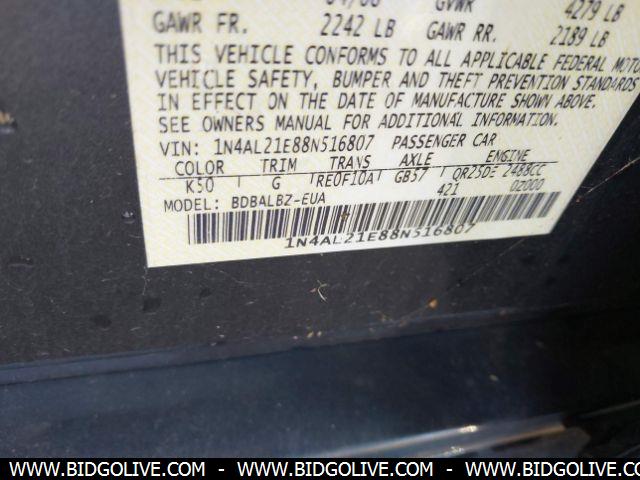 04/08 GVWR 4279 LB
GAWR FR. 2242 LB GAWR RR. 2189 LB
THIS VEHICLE CONFORMS TO ALL APPLICABLE FEDERAL MOTO
VEHICLE SAFETY, BUMPER AND THEFT PREVENTION STANDARDS
IN EFFECT ON THE DATE OF MANUFACTURE SHOWN ABOVE.
SEE OWNERS MANUAL FOR ADDITIONAL INFORMATION.
VIN: 1N4AL21E88N516807 PASSENGER CAR
COLOR TRIM TRANS AXLE ENGINE
K50 G RE0F10A GB57 QR25DE 2488CC
421 02000
MODEL: BDBALBZ-EUA
1N4AL21E88N516807
WWW.BIDGOLIVE.COM - WWW.BIDGOLIVE.COM - WWW.BIDGOLIVE.COM